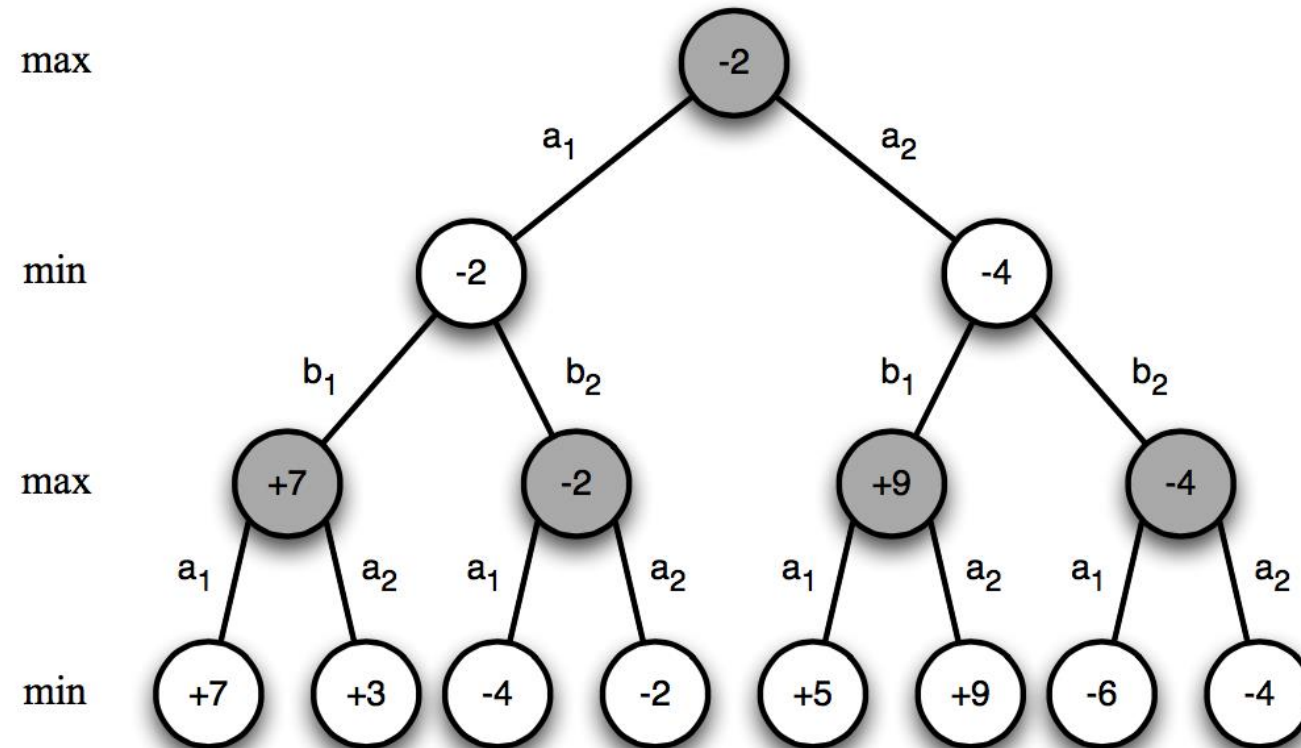 max -2
a₁ a₂
min -2 -4
b₁ b₂ b₁ b₂
max +7 -2 +9 -4
a₁ a₂ a₁ a₂ a₁ a₂ a₁ a₂
min +7 +3 -4 -2 +5 +9 -6 -4